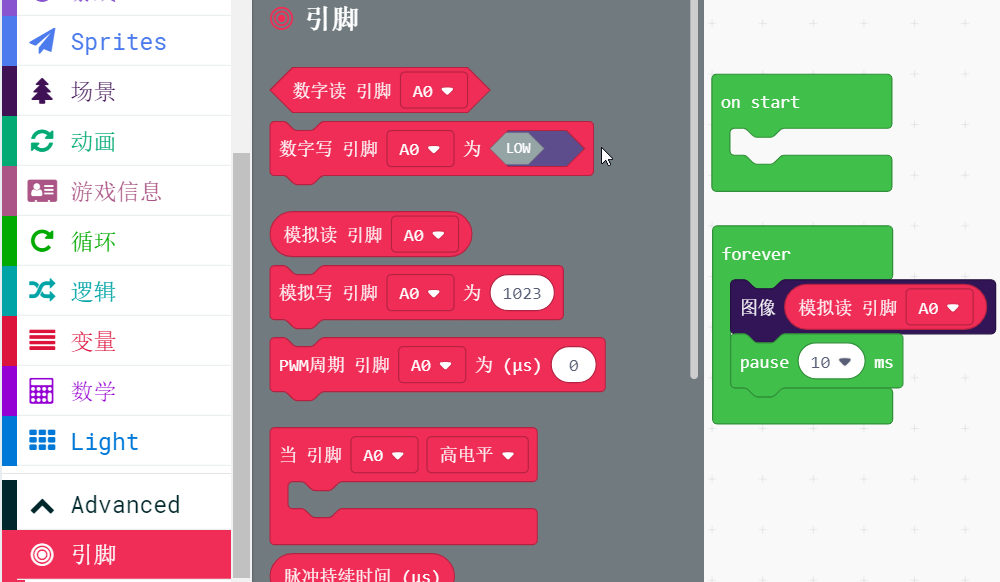 Sprites
场景
动画
游戏信息
循环
逻辑
变量
数学
Light
Advanced
引脚
引脚
数字读 引脚 A0
数字写 引脚 A0 为 LOW
模拟读 引脚 A0
模拟写 引脚 A0 为 1023
PWM周期 引脚 A0 为 (μs) 0
当 引脚 A0 高电平
脉冲持续时间 (μs)
on start
forever
图像 模拟读 引脚 A0
pause 10 ms